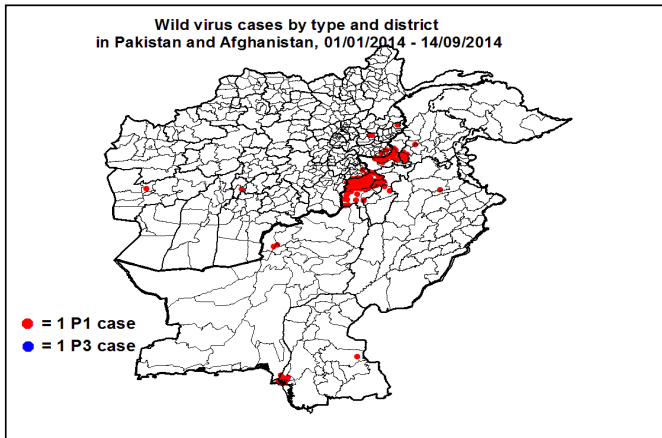 Wild virus cases by type and district
in Pakistan and Afghanistan, 01/01/2014 - 14/09/2014
= 1 P1 case
= 1 P3 case